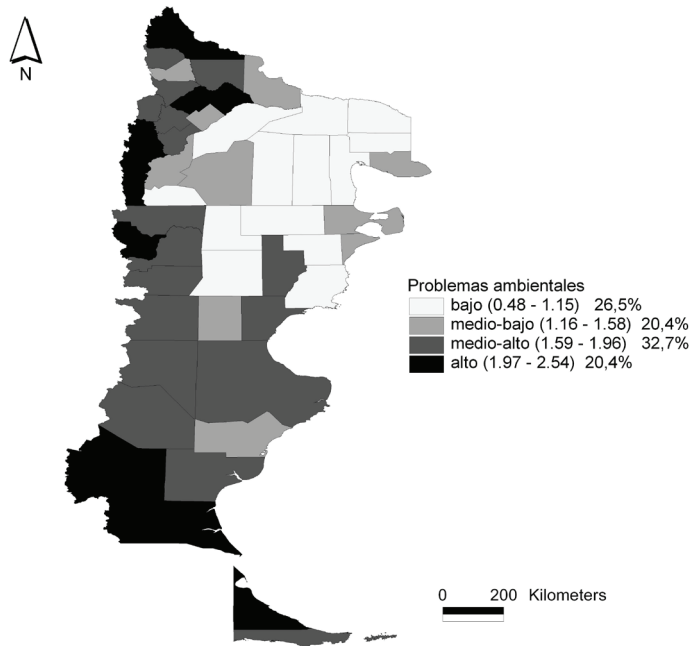 N
Problemas ambientales
bajo (0.48 - 1.15) 26,5%
medio-bajo (1.16 - 1.58) 20,4%
medio-alto (1.59 - 1.96) 32,7%
alto (1.97 - 2.54) 20,4%
0 200 Kilometers